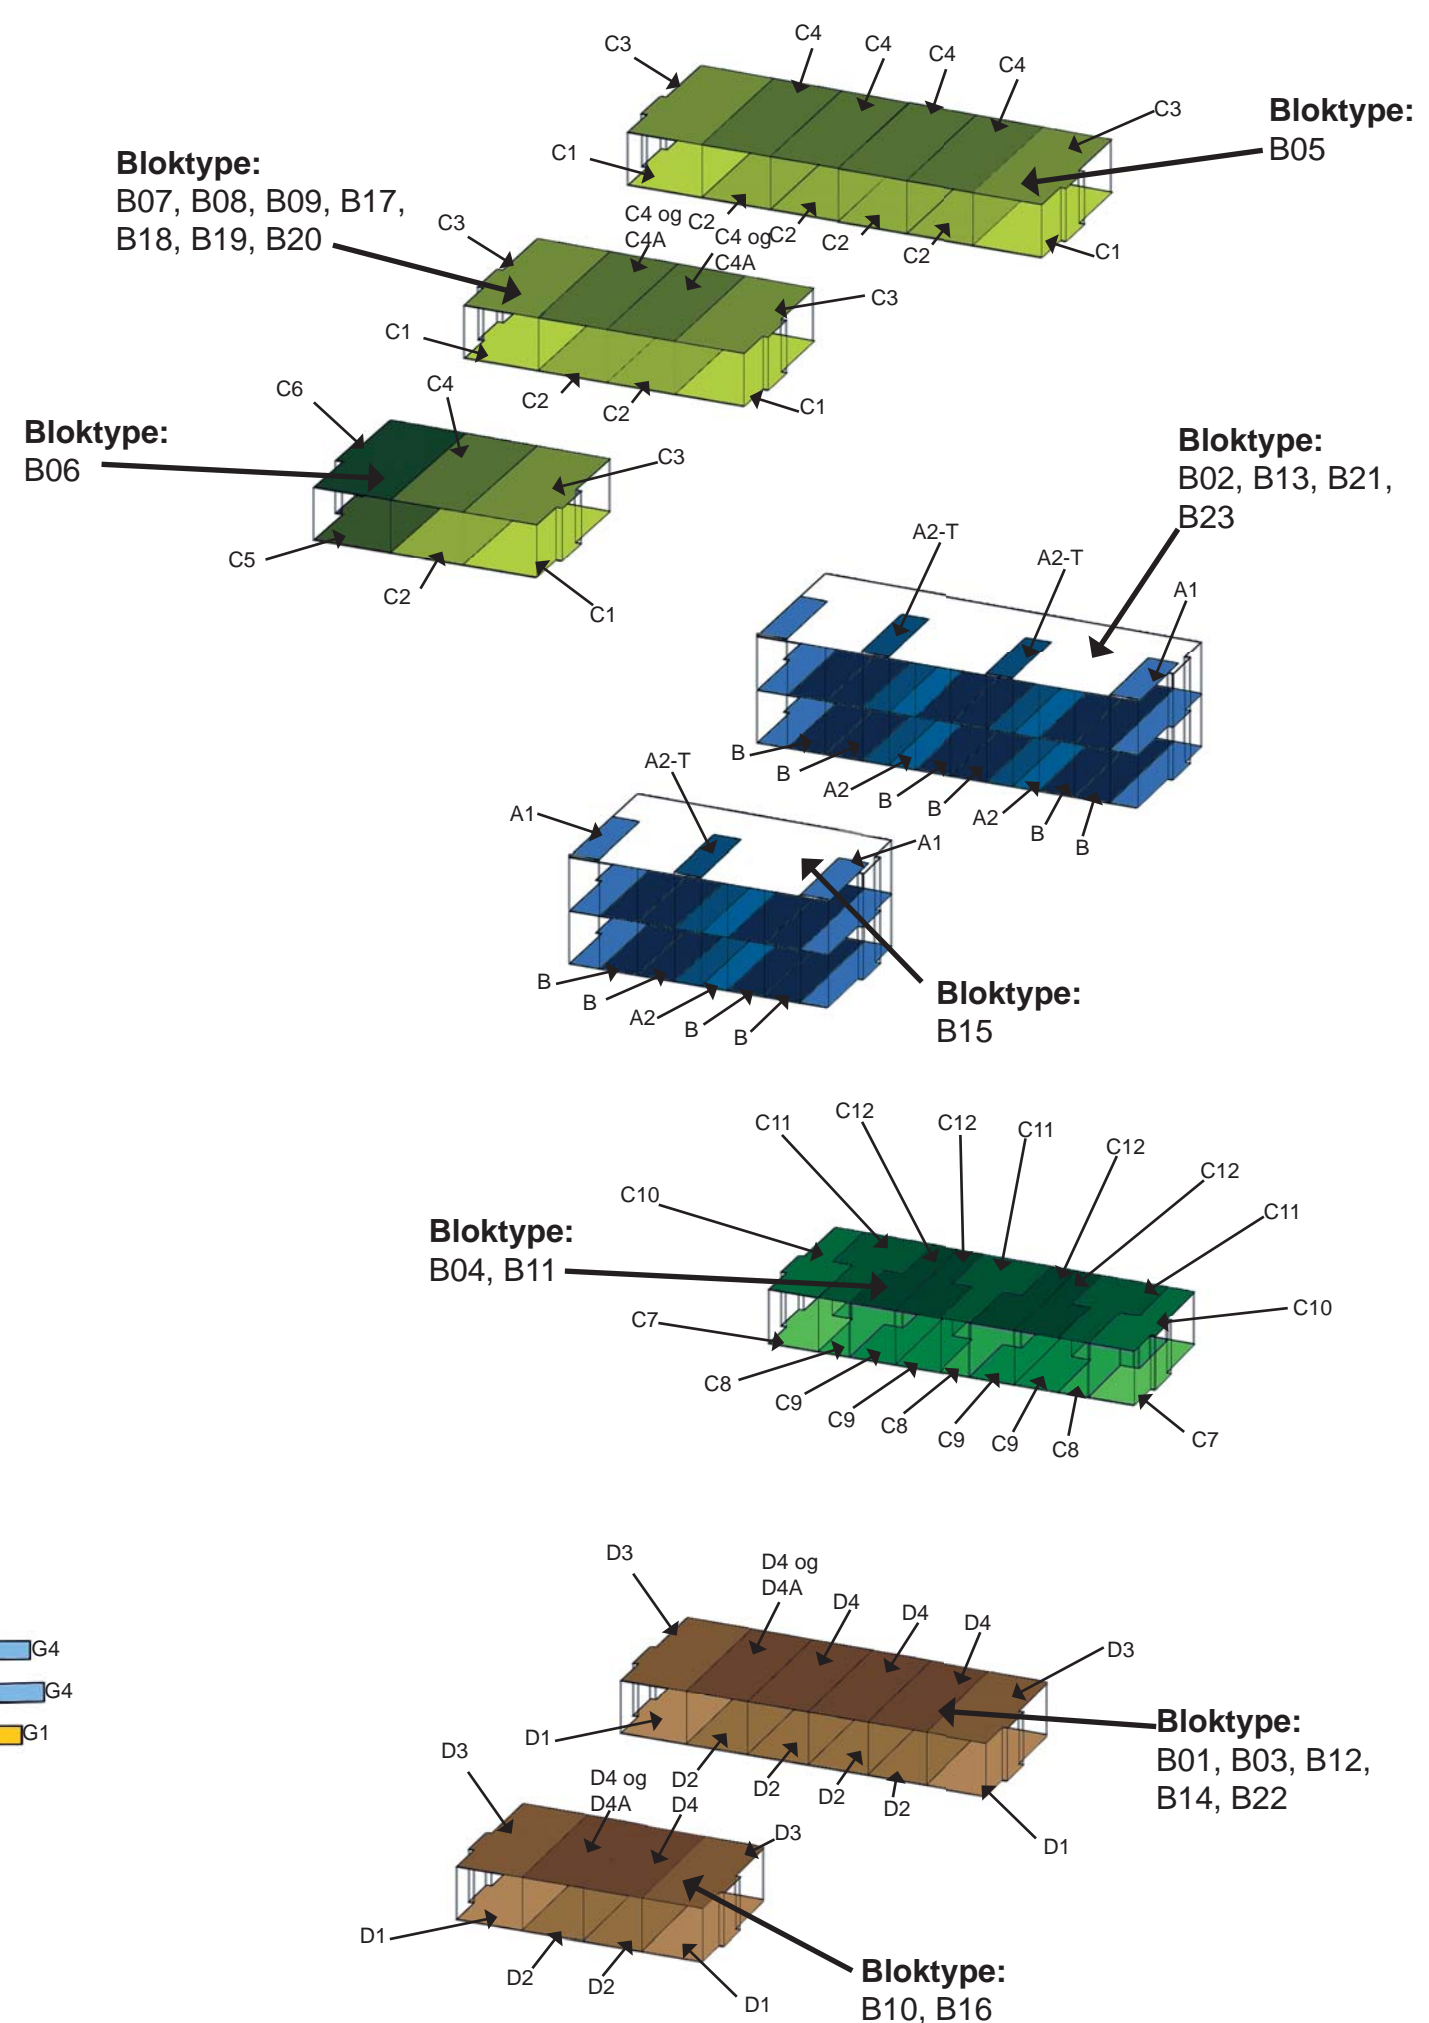 C3
C4
C4
C4
C4
C3
C1
C2
C2
C2
C2
C1
Bloktype:
B05
Bloktype:
B07, B08, B09, B17,
B18, B19, B20
C3
C4 og
C4A
C4 og
C4A
C3
C1
C2
C2
C1
Bloktype:
B06
C6
C4
C3
C5
C2
C1
Bloktype:
B02, B13, B21,
B23
A2-T
A2-T
A1
B
B
A2
B
B
A2
B
B
A1
A2-T
A1
B
B
A2
B
B
Bloktype:
B15
C11
C12
C12
C11
C12
C12
C11
C10
C10
Bloktype:
B04, B11
C7
C8
C9
C9
C8
C9
C9
C8
C7
D3
D4 og
D4A
D4
D4
D4
D3
D1
D2
D2
D2
D2
D1
Bloktype:
B01, B03, B12,
B14, B22
G4
G4
G1
D3
D4 og
D4A
D4
D3
D1
D2
D2
D1
Bloktype:
B10, B16